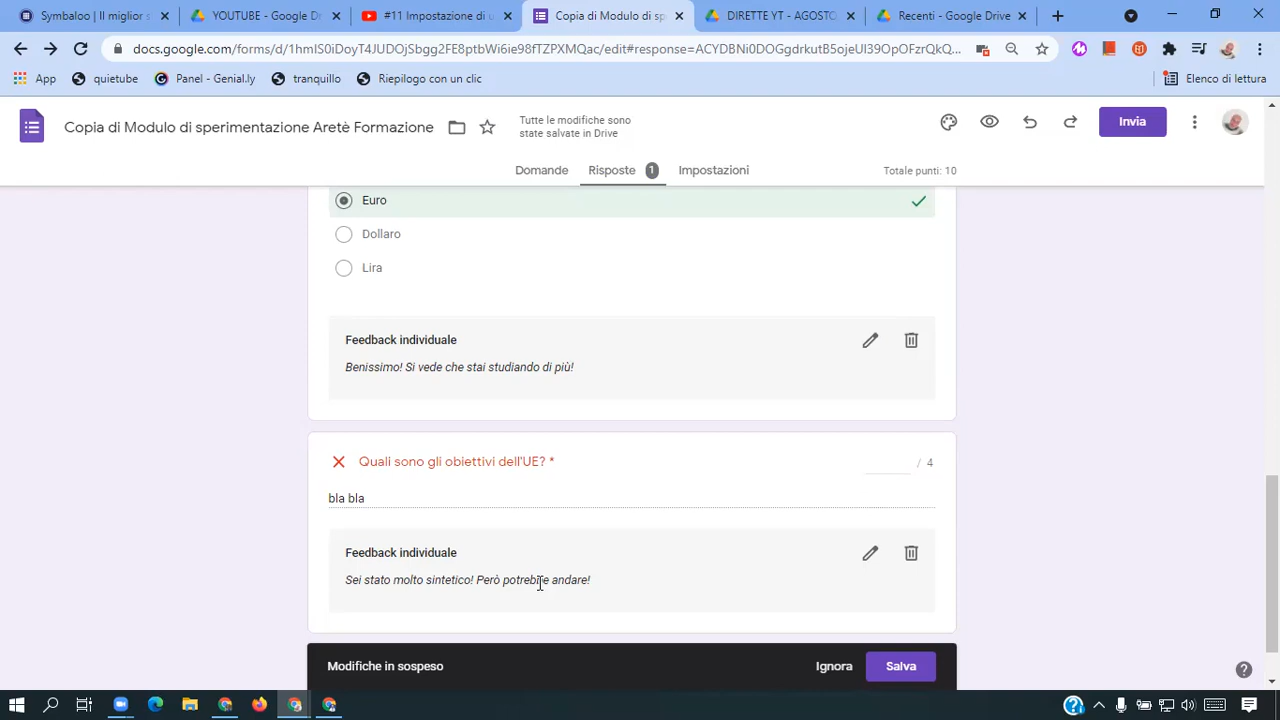 Symbaloo | Il miglior s
YOUTUBE - Google D
#11 Impostazione di u
Copia di Modulo di sp
DIRETTE YT - AGOSTO
Recenti - Google Drive
docs.google.com/forms/d/1hmIS0iDoyT4JUDOjSbgg2FE8ptbWi6ie98fTZPXMQac/edit#response=ACYDBNi0DOGgdrkutB5ojeUl39OpOFzrQkQ...
App
quietube
Panel - Genial.ly
tranquillo
Riepilogo con un clic
Elenco di lettura
Copia di Modulo di sperimentazione Aretè Formazione
Tutte le modifiche sono
state salvate in Drive
Invia
Domande
Risposte 1
Impostazioni
Totale punti: 10
Euro
Dollaro
Lira
Feedback individuale
Benissimo! Si vede che stai studiando di più!
Quali sono gli obiettivi dell'UE? *
/ 4
bla bla
Feedback individuale
Sei stato molto sintetico! Però potrebbe andare!
Modifiche in sospeso
Ignora
Salva